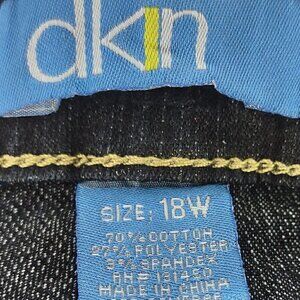 dkn
SIZE: 18W
70% COTTON
27% POLYESTER
3% SPANDEX
MADE IN CHINA